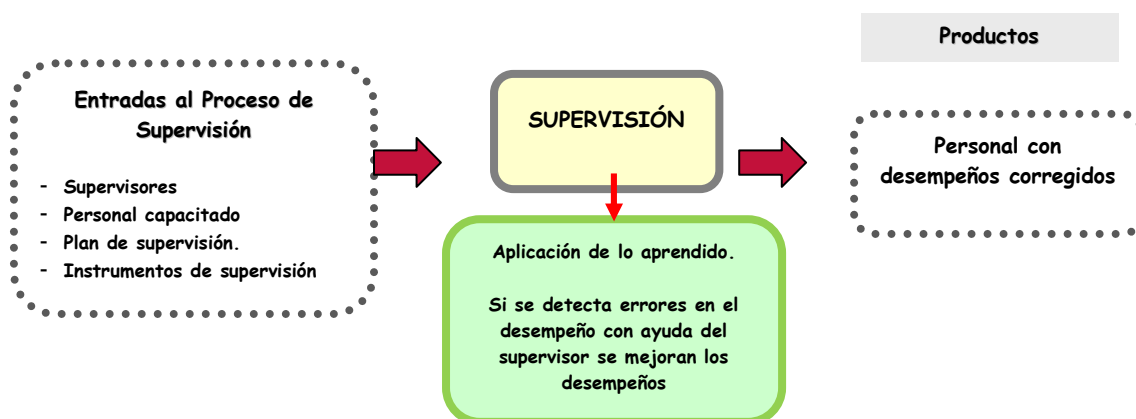 Entradas al Proceso de
Supervisión
- Supervisores
- Personal capacitado
- Plan de supervisión.
- Instrumentos de supervisión
SUPERVISIÓN
Aplicación de lo aprendido.
Si se detecta errores en el
desempeño con ayuda del
supervisor se mejoran los
desempeños
Productos
Personal con
desempeños corregidos